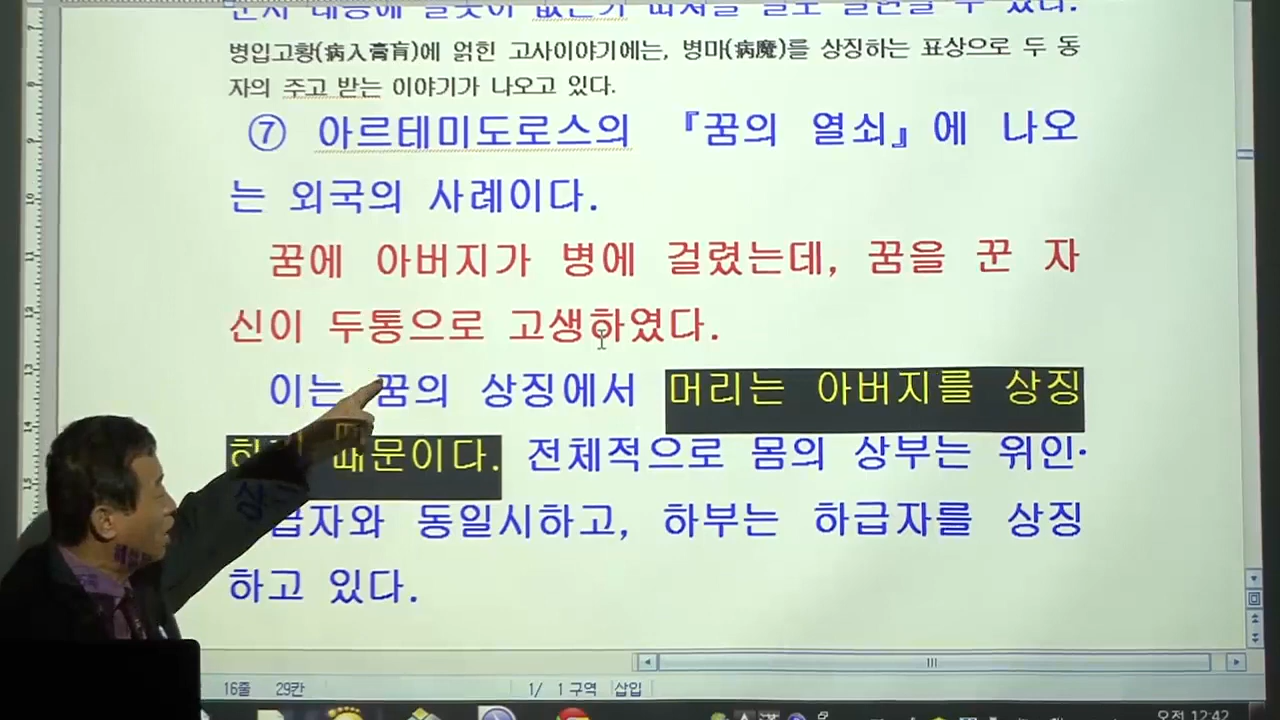 병입고황(病入膏肓)에 얽힌 고사이야기에는, 병마(病魔)를 상징하는 표상으로 두 동
자의 주고 받는 이야기가 나오고 있다.
⑦ 아르테미도로스의 『꿈의 열쇠』에 나오
는 외국의 사례이다.
꿈에 아버지가 병에 걸렸는데, 꿈을 꾼 자
신이 두통으로 고생하였다.
이는 꿈의 상징에서 머리는 아버지를 상징
때문이다. 전체적으로 몸의 상부는 위인·
상급자와 동일시하고, 하부는 하급자를 상징
하고 있다.
16줄 29칸 1/ 1 구역 삽입
오전 12:42